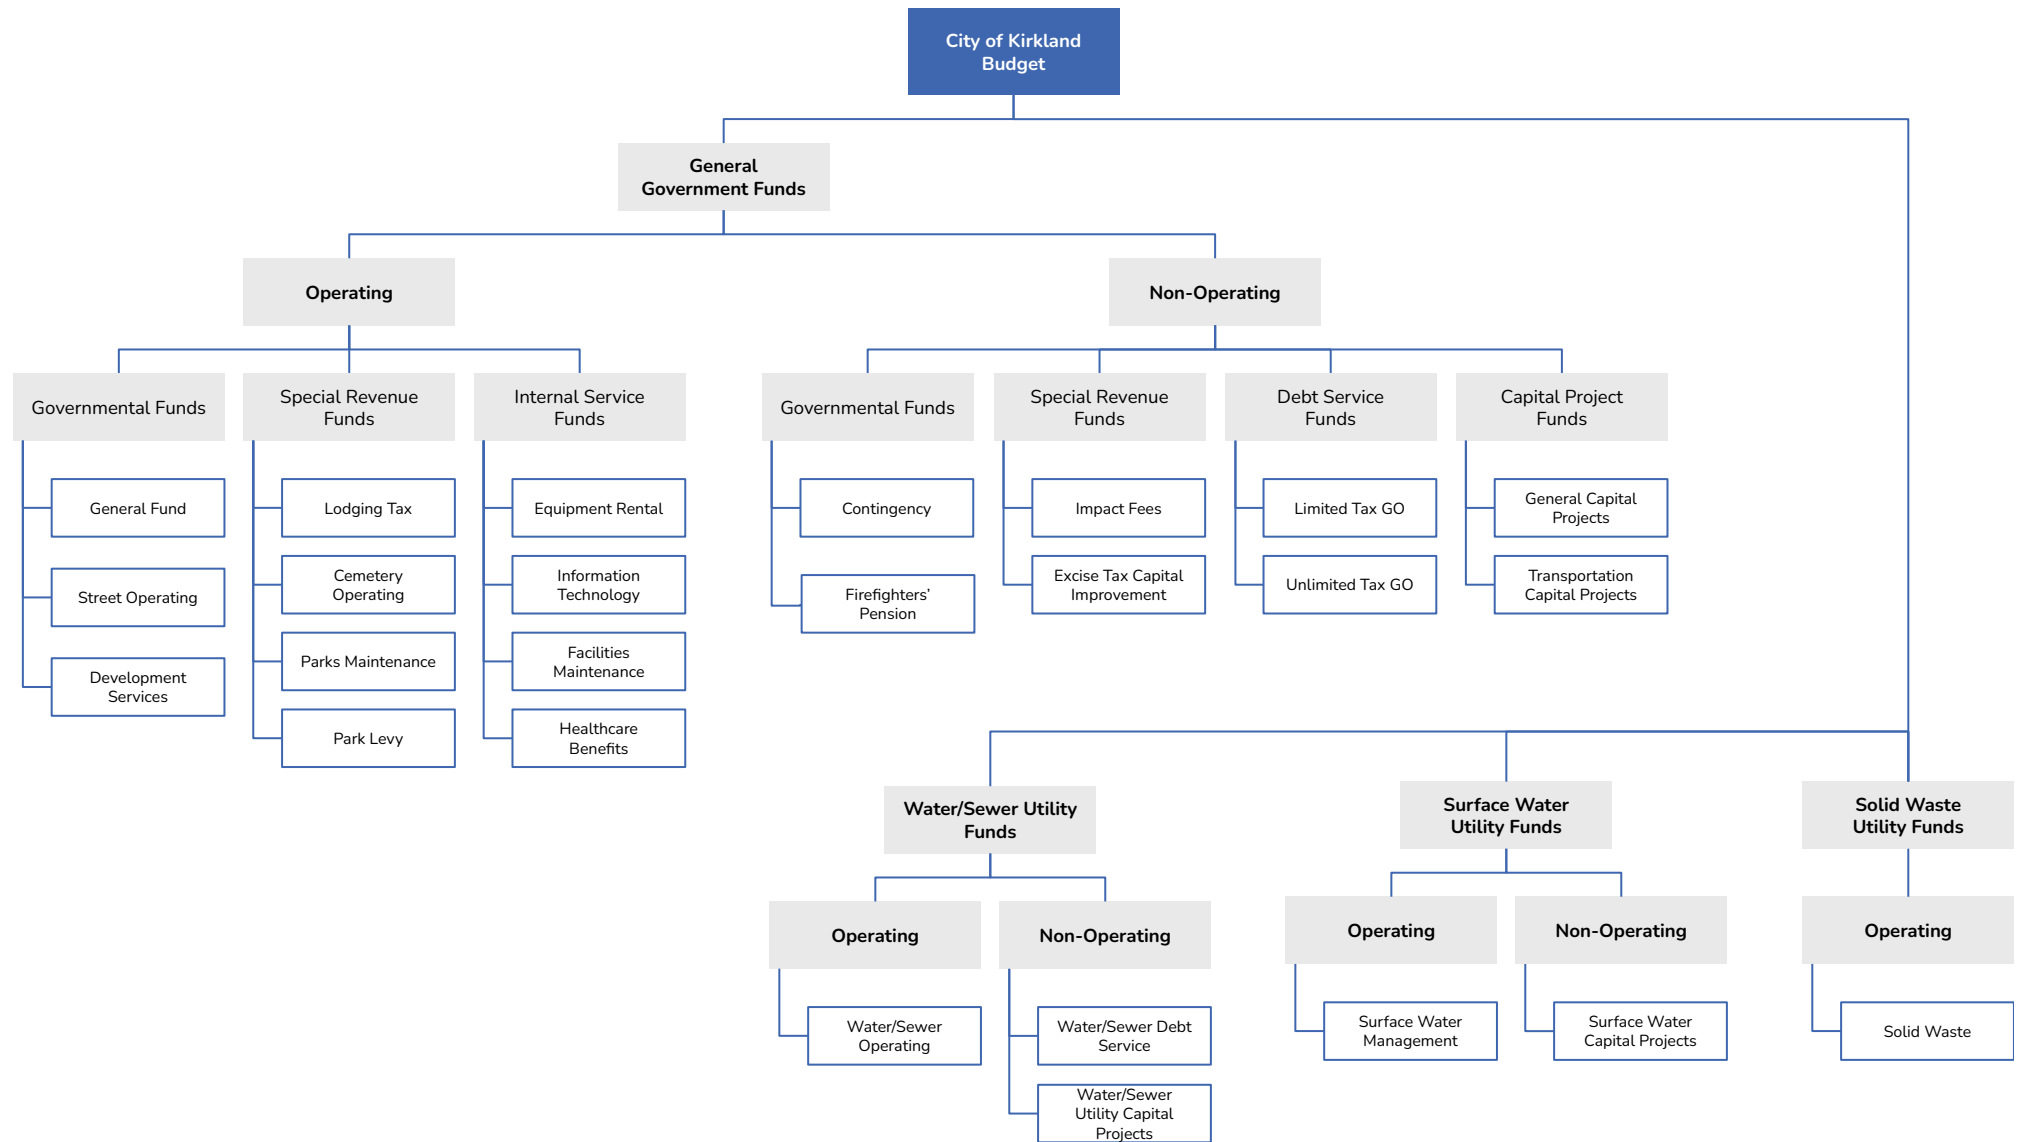 City of Kirkland
Budget
General
Government Funds
Operating
Non-Operating
Governmental Funds
Special Revenue
Funds
Internal Service
Funds
Governmental Funds
Special Revenue
Funds
Debt Service
Funds
Capital Project
Funds
General Fund
Street Operating
Development
Services
Lodging Tax
Cemetery
Operating
Parks Maintenance
Park Levy
Equipment Rental
Information
Technology
Facilities
Maintenance
Healthcare
Benefits
Contingency
Firefighters’
Pension
Impact Fees
Excise Tax Capital
Improvement
Limited Tax GO
Unlimited Tax GO
General Capital
Projects
Transportation
Capital Projects
Water/Sewer Utility
Funds
Surface Water
Utility Funds
Solid Waste
Utility Funds
Operating
Non-Operating
Operating
Non-Operating
Operating
Water/Sewer
Operating
Water/Sewer Debt
Service
Water/Sewer
Utility Capital
Projects
Surface Water
Management
Surface Water
Capital Projects
Solid Waste